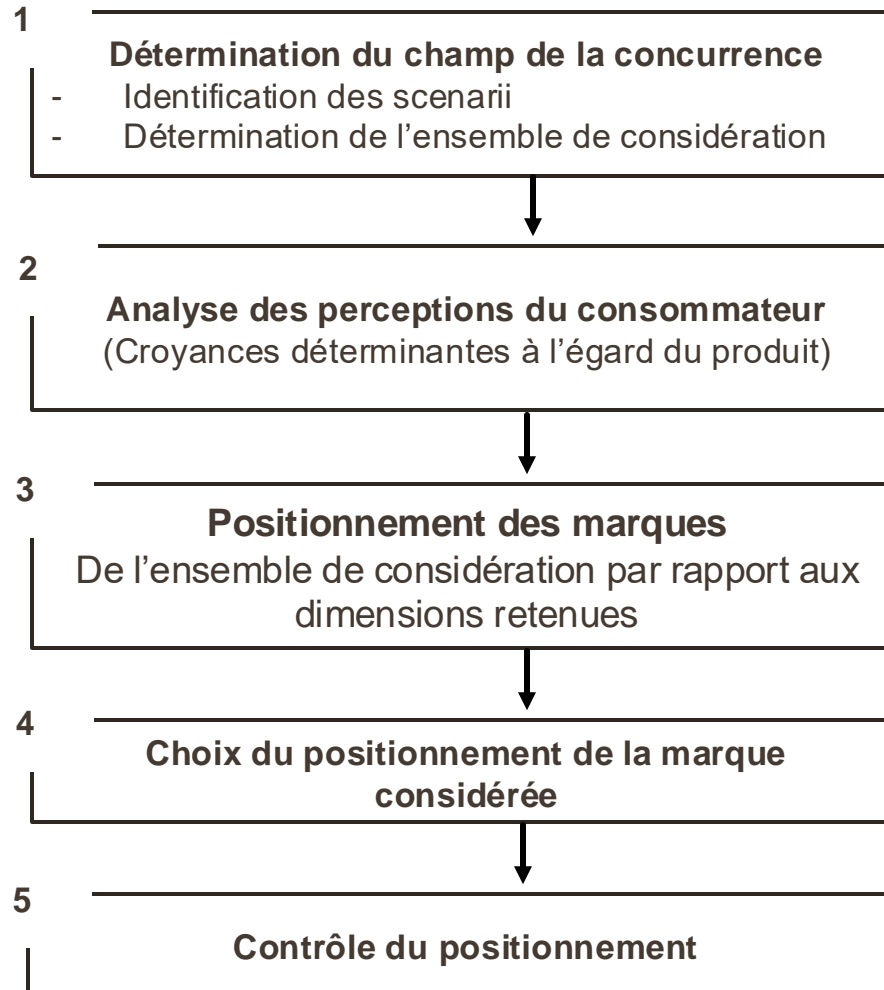 1
Détermination du champ de la concurrence
- Identification des scenarii
- Détermination de l'ensemble de considération
2
Analyse des perceptions du consommateur
(Croyances déterminantes à l'égard du produit)
3
Positionnement des marques
De l'ensemble de considération par rapport aux
dimensions retenues
4
Choix du positionnement de la marque
considérée
5
Contrôle du positionnement